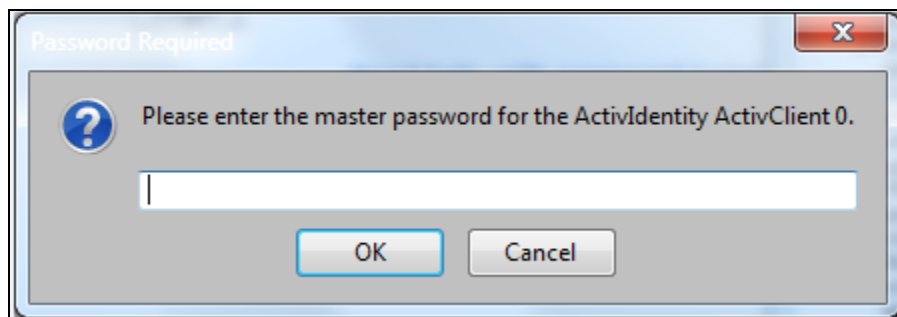 Password Required
Please enter the master password for the ActivIdentity ActivClient 0.
OK
Cancel